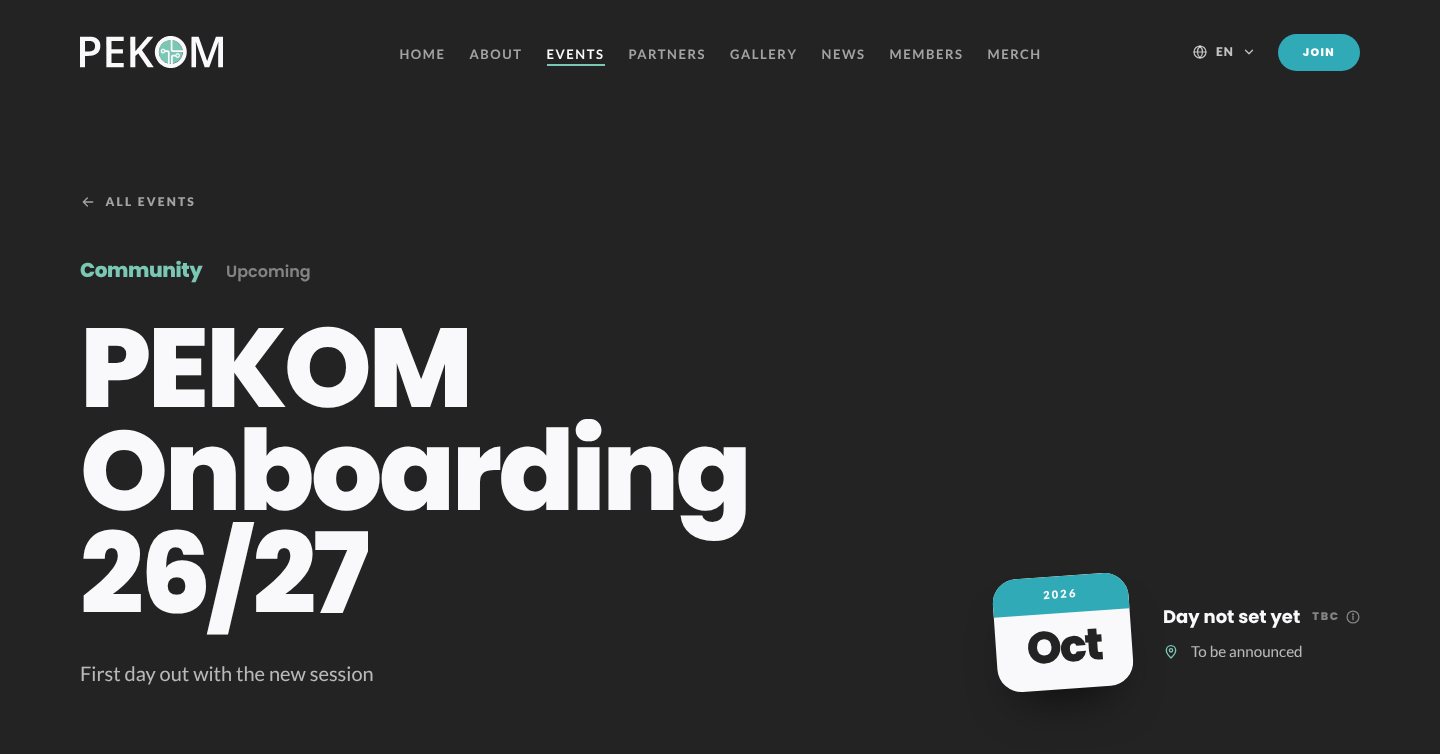 PEKOM
HOME ABOUT EVENTS PARTNERS GALLERY NEWS MEMBERS MERCH
EN
JOIN
ALL EVENTS
Community Upcoming
PEKOM
Onboarding
26/27
First day out with the new session
2026
Oct
Day not set yet TBC
To be announced